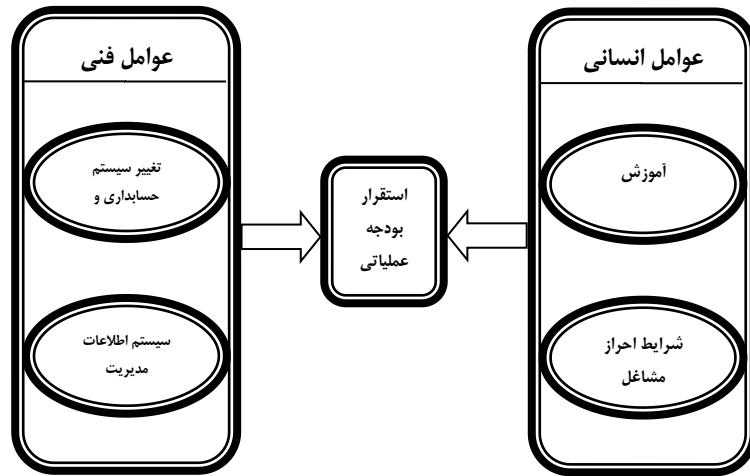 عوامل انسانی
آموزش
شرایط احراز
مشاغل
استقرار
بودجه
عملیاتی
عوامل فنی
تغییر سیستم
حسابداری و
سیستم اطلاعات
مدیریت